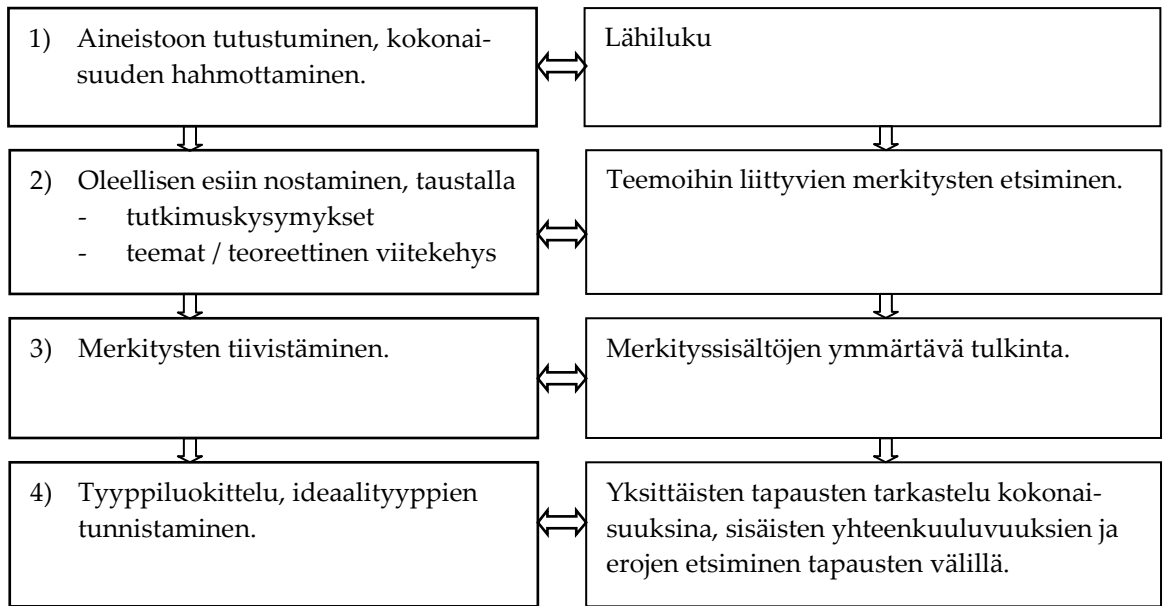 1) Aineistoon tutustuminen, kokonai-
suuden hahmottaminen.
Lähiluku
2) Oleellisen esiin nostaminen, taustalla
- tutkimuskysymykset
- teemat / teoreettinen viitekehys
Teemoihin liittyvien merkitysten etsiminen.
3) Merkitysten tiivistäminen.
Merkityssisältöjen ymmärtävä tulkinta.
4) Tyyppiluokittelu, ideaalityyppien
tunnistaminen.
Yksittäisten tapausten tarkastelu kokonai-
suuksina, sisäisten yhteenkuuluvuuksien ja
erojen etsiminen tapausten välillä.